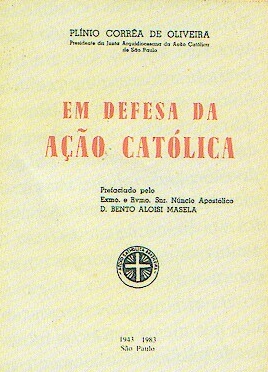 PLÍNIO CORRÊA DE OLIVEIRA
Presidente da Junta Arquidiocesana da Ação Católica
de São Paulo
EM DEFESA DA
AÇÃO CATÓLICA
Prefaciado pelo
Exmo. e Rvmo. Snr. Núncio Apostólico
D. BENTO ALOISI MASELA
1943 1983
São Paulo